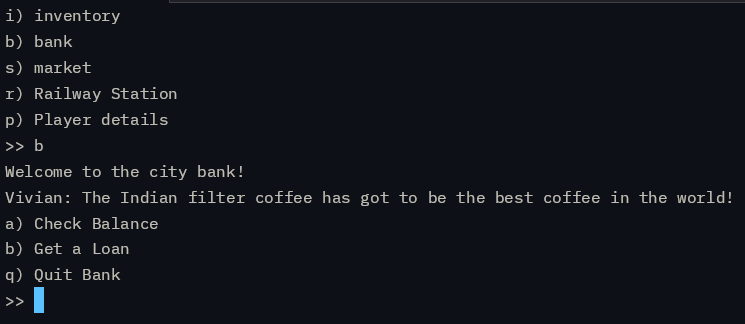 i) inventory
b) bank
s) market
r) Railway Station
p) Player details
>> b
Welcome to the city bank!
Vivian: The Indian filter coffee has got to be the best coffee in the world!
a) Check Balance
b) Get a Loan
q) Quit Bank
>>